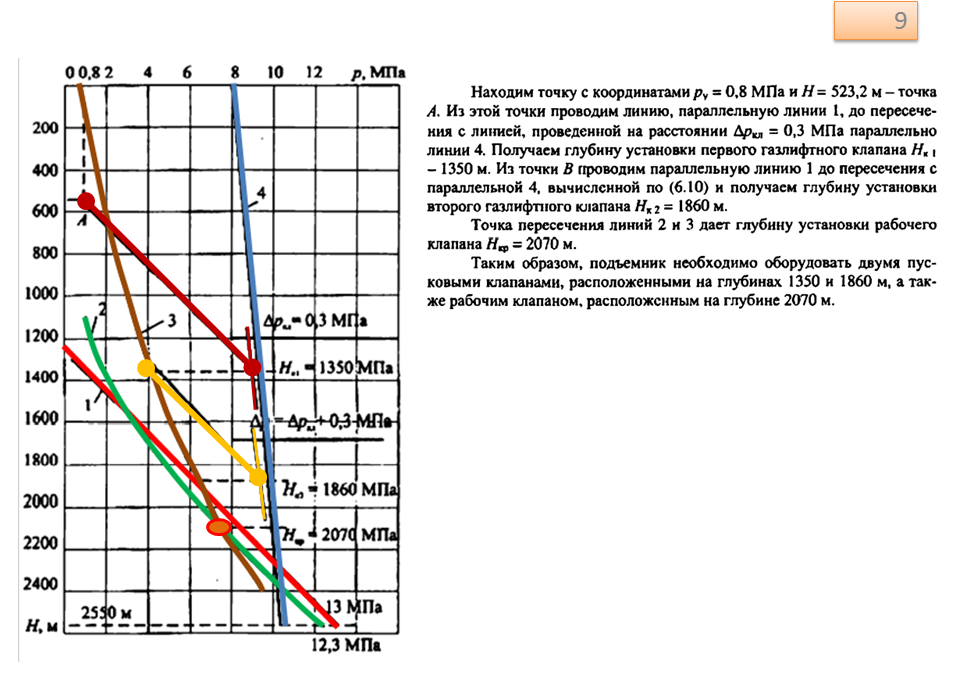 9
0 0,8 2 4 6 8 10 12 p, МПа
200
400
600
A
800
1000
2
3
4
Δpкл = 0,3 МПа
1200
Hк1 = 1350 МПа
1400
1
1600
= Δpкл + 0,3 МПа
1800
Hк2 = 1860 МПа
2000
Hкр = 2070 МПа
2200
2400
2550 м
13 МПа
H, м
12,3 МПа
Находим точку с координатами pу = 0,8 МПа и H = 523,2 м – точка
A. Из этой точки проводим линию, параллельную линии 1, до пересече-
ния с линией, проведенной на расстоянии Δpкл = 0,3 МПа параллельно
линии 4. Получаем глубину установки первого газлифтного клапана Hк 1
– 1350 м. Из точки B проводим параллельную линию 1 до пересечения с
параллельной 4, вычисленной по (6.10) и получаем глубину установки
второго газлифтного клапана Hк 2 = 1860 м.
Точка пересечения линий 2 и 3 дает глубину установки рабочего
клапана Hкр = 2070 м.
Таким образом, подъемник необходимо оборудовать двумя пус-
ковыми клапанами, расположенными на глубинах 1350 и 1860 м, а так-
же рабочим клапаном, расположенным на глубине 2070 м.